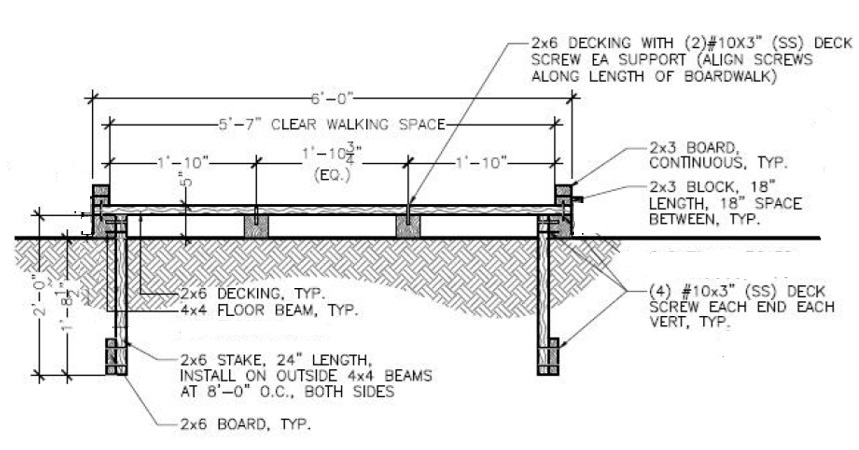 2x6 DECKING WITH (2)#10X3" (SS) DECK
SCREW EA SUPPORT (ALIGN SCREWS
ALONG LENGTH OF BOARDWALK)
6'-0"
5'-7" CLEAR WALKING SPACE
1'-10"
1'-10 3/4"
(EQ.)
1'-10"
2x3 BOARD,
CONTINUOUS, TYP.
5"
2x3 BLOCK, 18"
LENGTH, 18" SPACE
BETWEEN, TYP.
2'-0"
1'-8 1/2"
2x6 DECKING, TYP.
4x4 FLOOR BEAM, TYP.
(4) #10x3" (SS) DECK
SCREW EACH END EACH
VERT, TYP.
2x6 STAKE, 24" LENGTH,
INSTALL ON OUTSIDE 4x4 BEAMS
AT 8'-0" O.C., BOTH SIDES
2x6 BOARD, TYP.